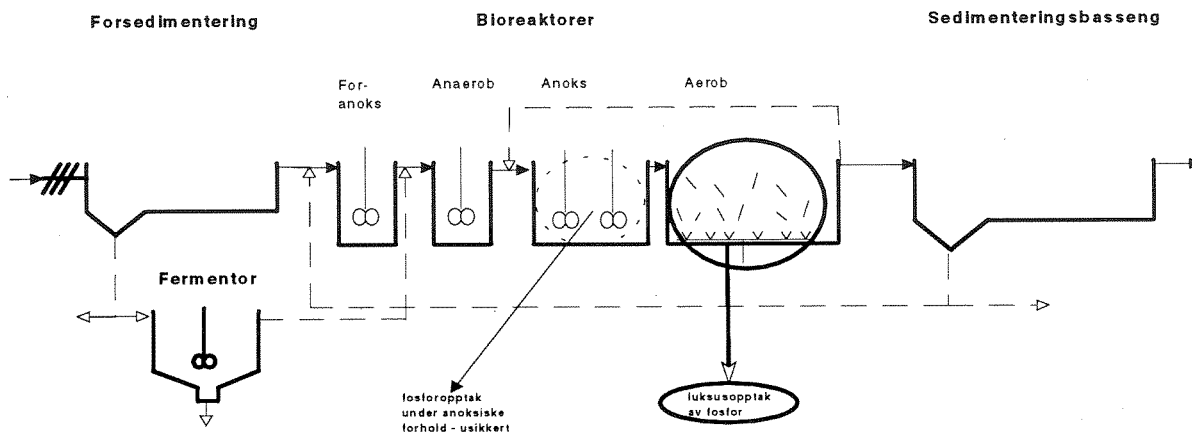 Forsedimentering
Bioreaktorer
Sedimenteringsbasseng
For-
anoks
Anaerob
Anoks
Aerob
Fermentor
fosforopptak
under anoksiske
forhold - usikkert
luksusopptak
av fosfor